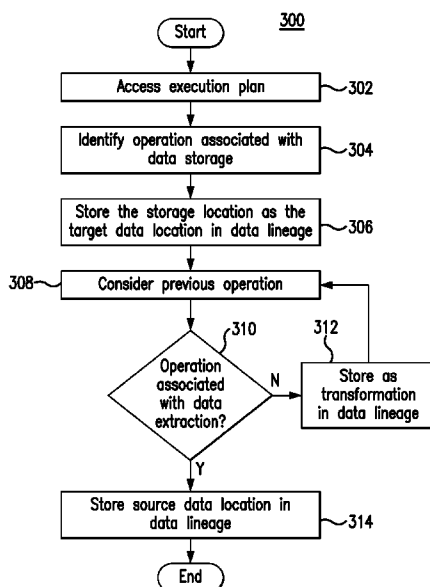 300
Start
Access execution plan
302
Identify operation associated with
data storage
304
Store the storage location as the
target data location in data lineage
306
308
Consider previous operation
310
Operation
associated
with data
extraction?
N
312
Store as
transformation
in data lineage
Y
Store source data location in
data lineage
314
End